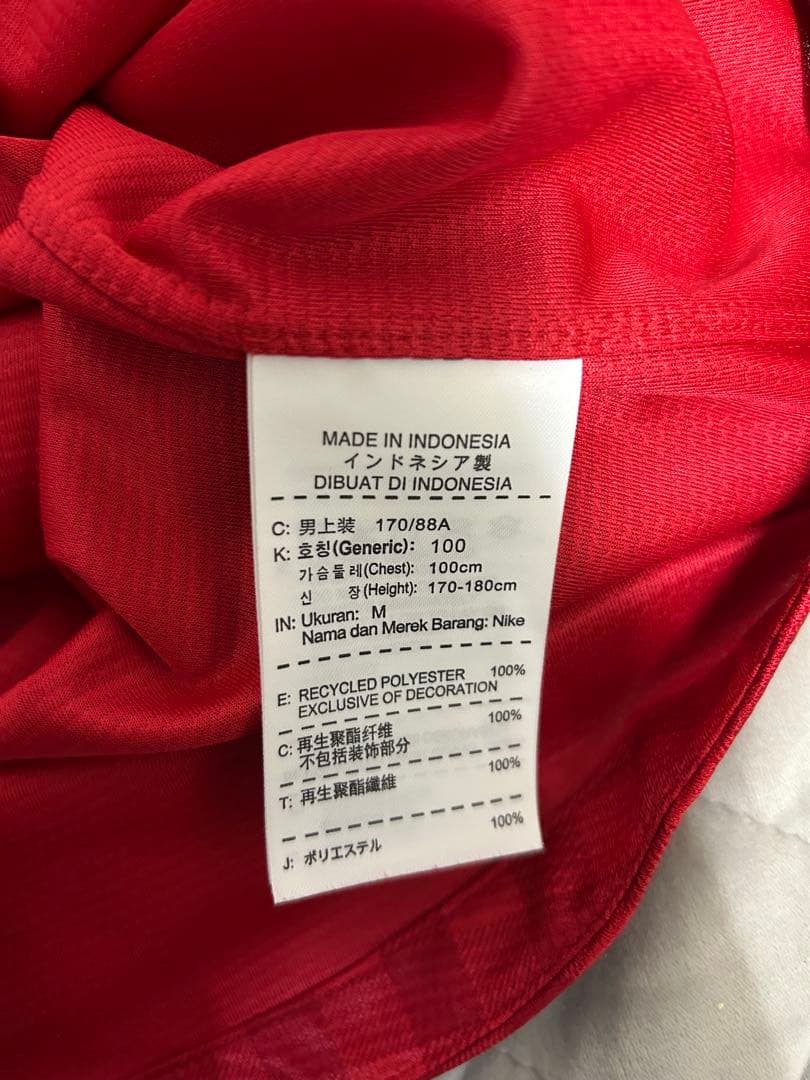 MADE IN INDONESIA
インドネシア製
DIBUAT DI INDONESIA
C: 男上装 170/88A
K: 호칭(Generic): 100
가슴둘레(Chest): 100cm
신 장(Height): 170-180cm
IN: Ukuran: M
Nama dan Merek Barang: Nike
E: RECYCLED POLYESTER 100%
EXCLUSIVE OF DECORATION
C: 再生聚酯纤维 100%
不包括装饰部分
T: 再生聚酯纖維 100%
J: ポリエステル 100%